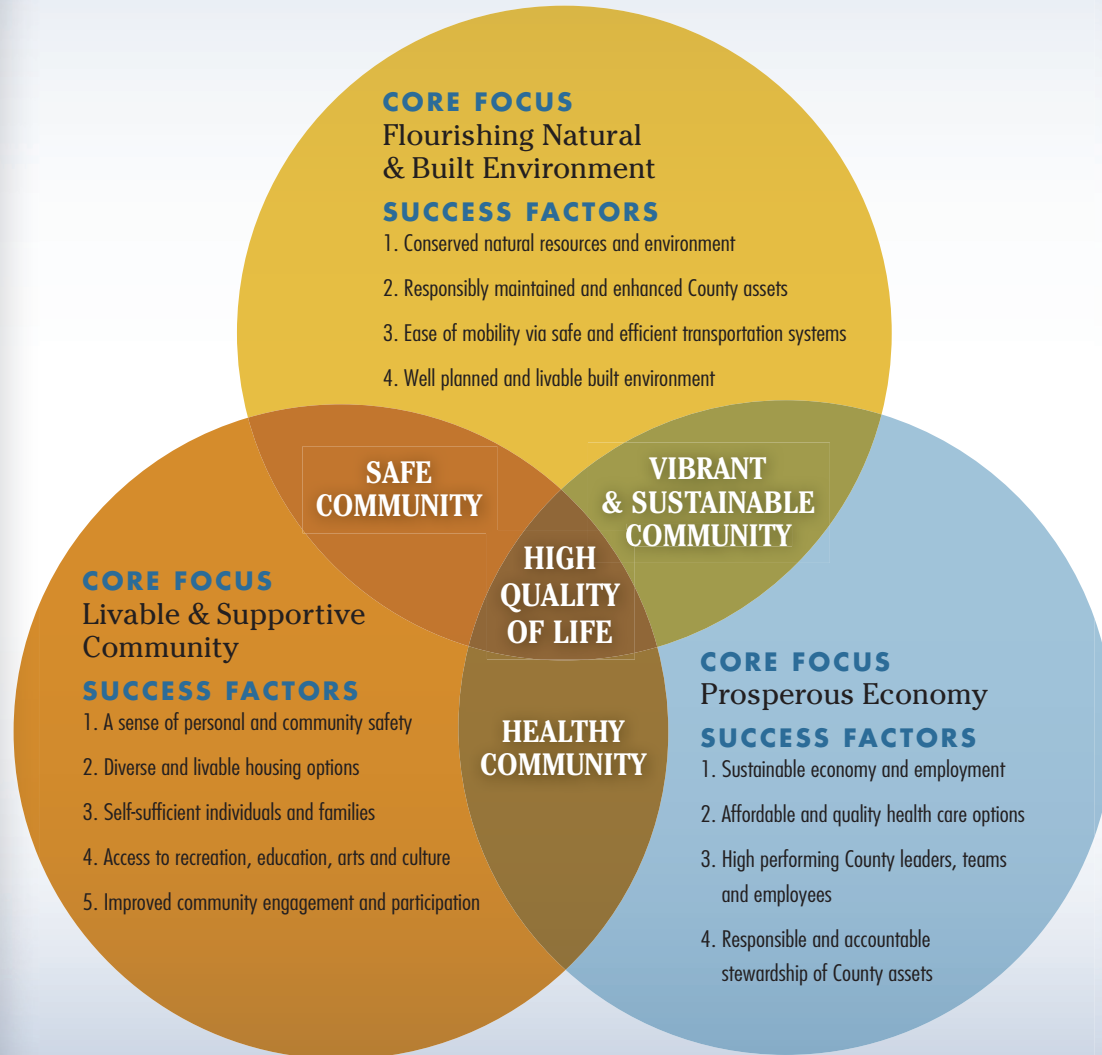 CORE FOCUS
Flourishing Natural
& Built Environment
SUCCESS FACTORS
1. Conserved natural resources and environment
2. Responsibly maintained and enhanced County assets
3. Ease of mobility via safe and efficient transportation systems
4. Well planned and livable built environment
SAFE
COMMUNITY
VIBRANT
& SUSTAINABLE
COMMUNITY
HIGH
QUALITY
OF LIFE
CORE FOCUS
Livable & Supportive
Community
SUCCESS FACTORS
1. A sense of personal and community safety
2. Diverse and livable housing options
3. Self-sufficient individuals and families
4. Access to recreation, education, arts and culture
5. Improved community engagement and participation
HEALTHY
COMMUNITY
CORE FOCUS
Prosperous Economy
SUCCESS FACTORS
1. Sustainable economy and employment
2. Affordable and quality health care options
3. High performing County leaders, teams
and employees
4. Responsible and accountable
stewardship of County assets